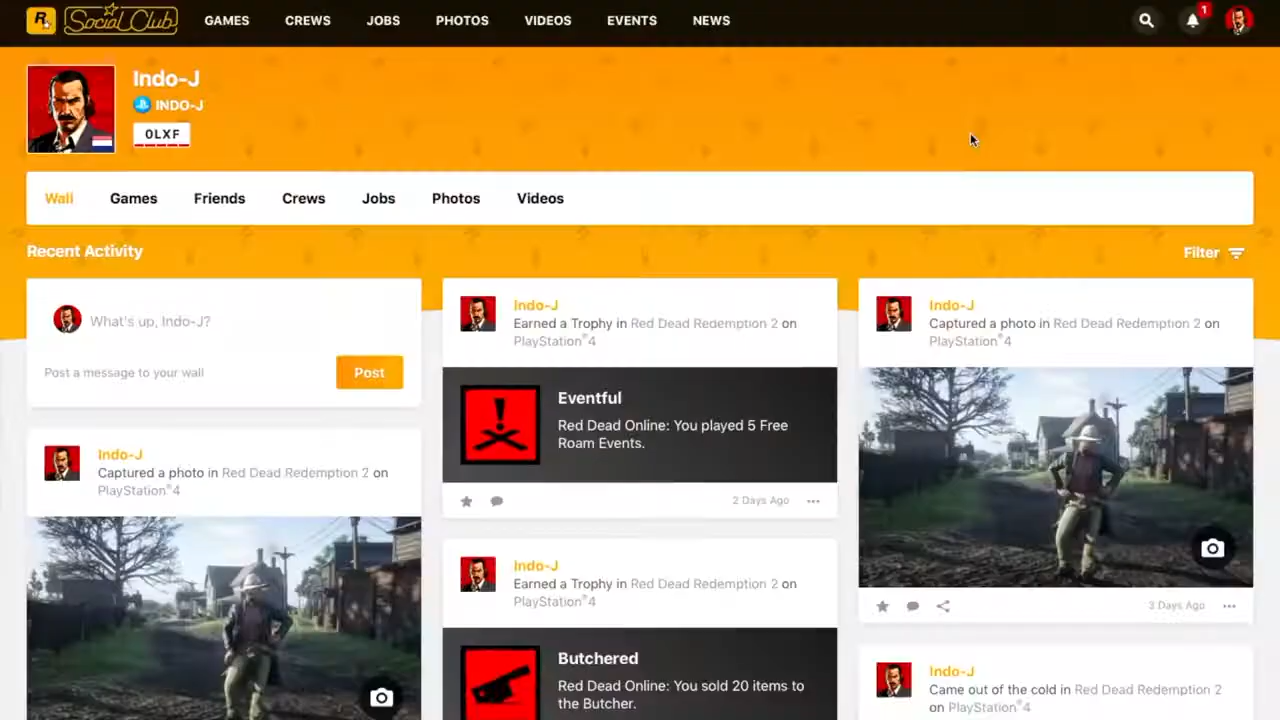 R
Social Club
GAMES
CREWS
JOBS
PHOTOS
VIDEOS
EVENTS
NEWS
1
Indo-J
INDO-J
OLXF
Wall
Games
Friends
Crews
Jobs
Photos
Videos
Recent Activity
Filter
What's up, Indo-J?
Post a message to your wall
Post
Indo-J
Captured a photo in Red Dead Redemption 2 on
PlayStation®4
Indo-J
Earned a Trophy in Red Dead Redemption 2 on
PlayStation®4
Eventful
Red Dead Online: You played 5 Free
Roam Events.
2 Days Ago
Indo-J
Earned a Trophy in Red Dead Redemption 2 on
PlayStation®4
Butchered
Red Dead Online: You sold 20 items to
the Butcher.
Indo-J
Captured a photo in Red Dead Redemption 2 on
PlayStation®4
3 Days Ago
Indo-J
Came out of the cold in Red Dead Redemption 2
on PlayStation®4